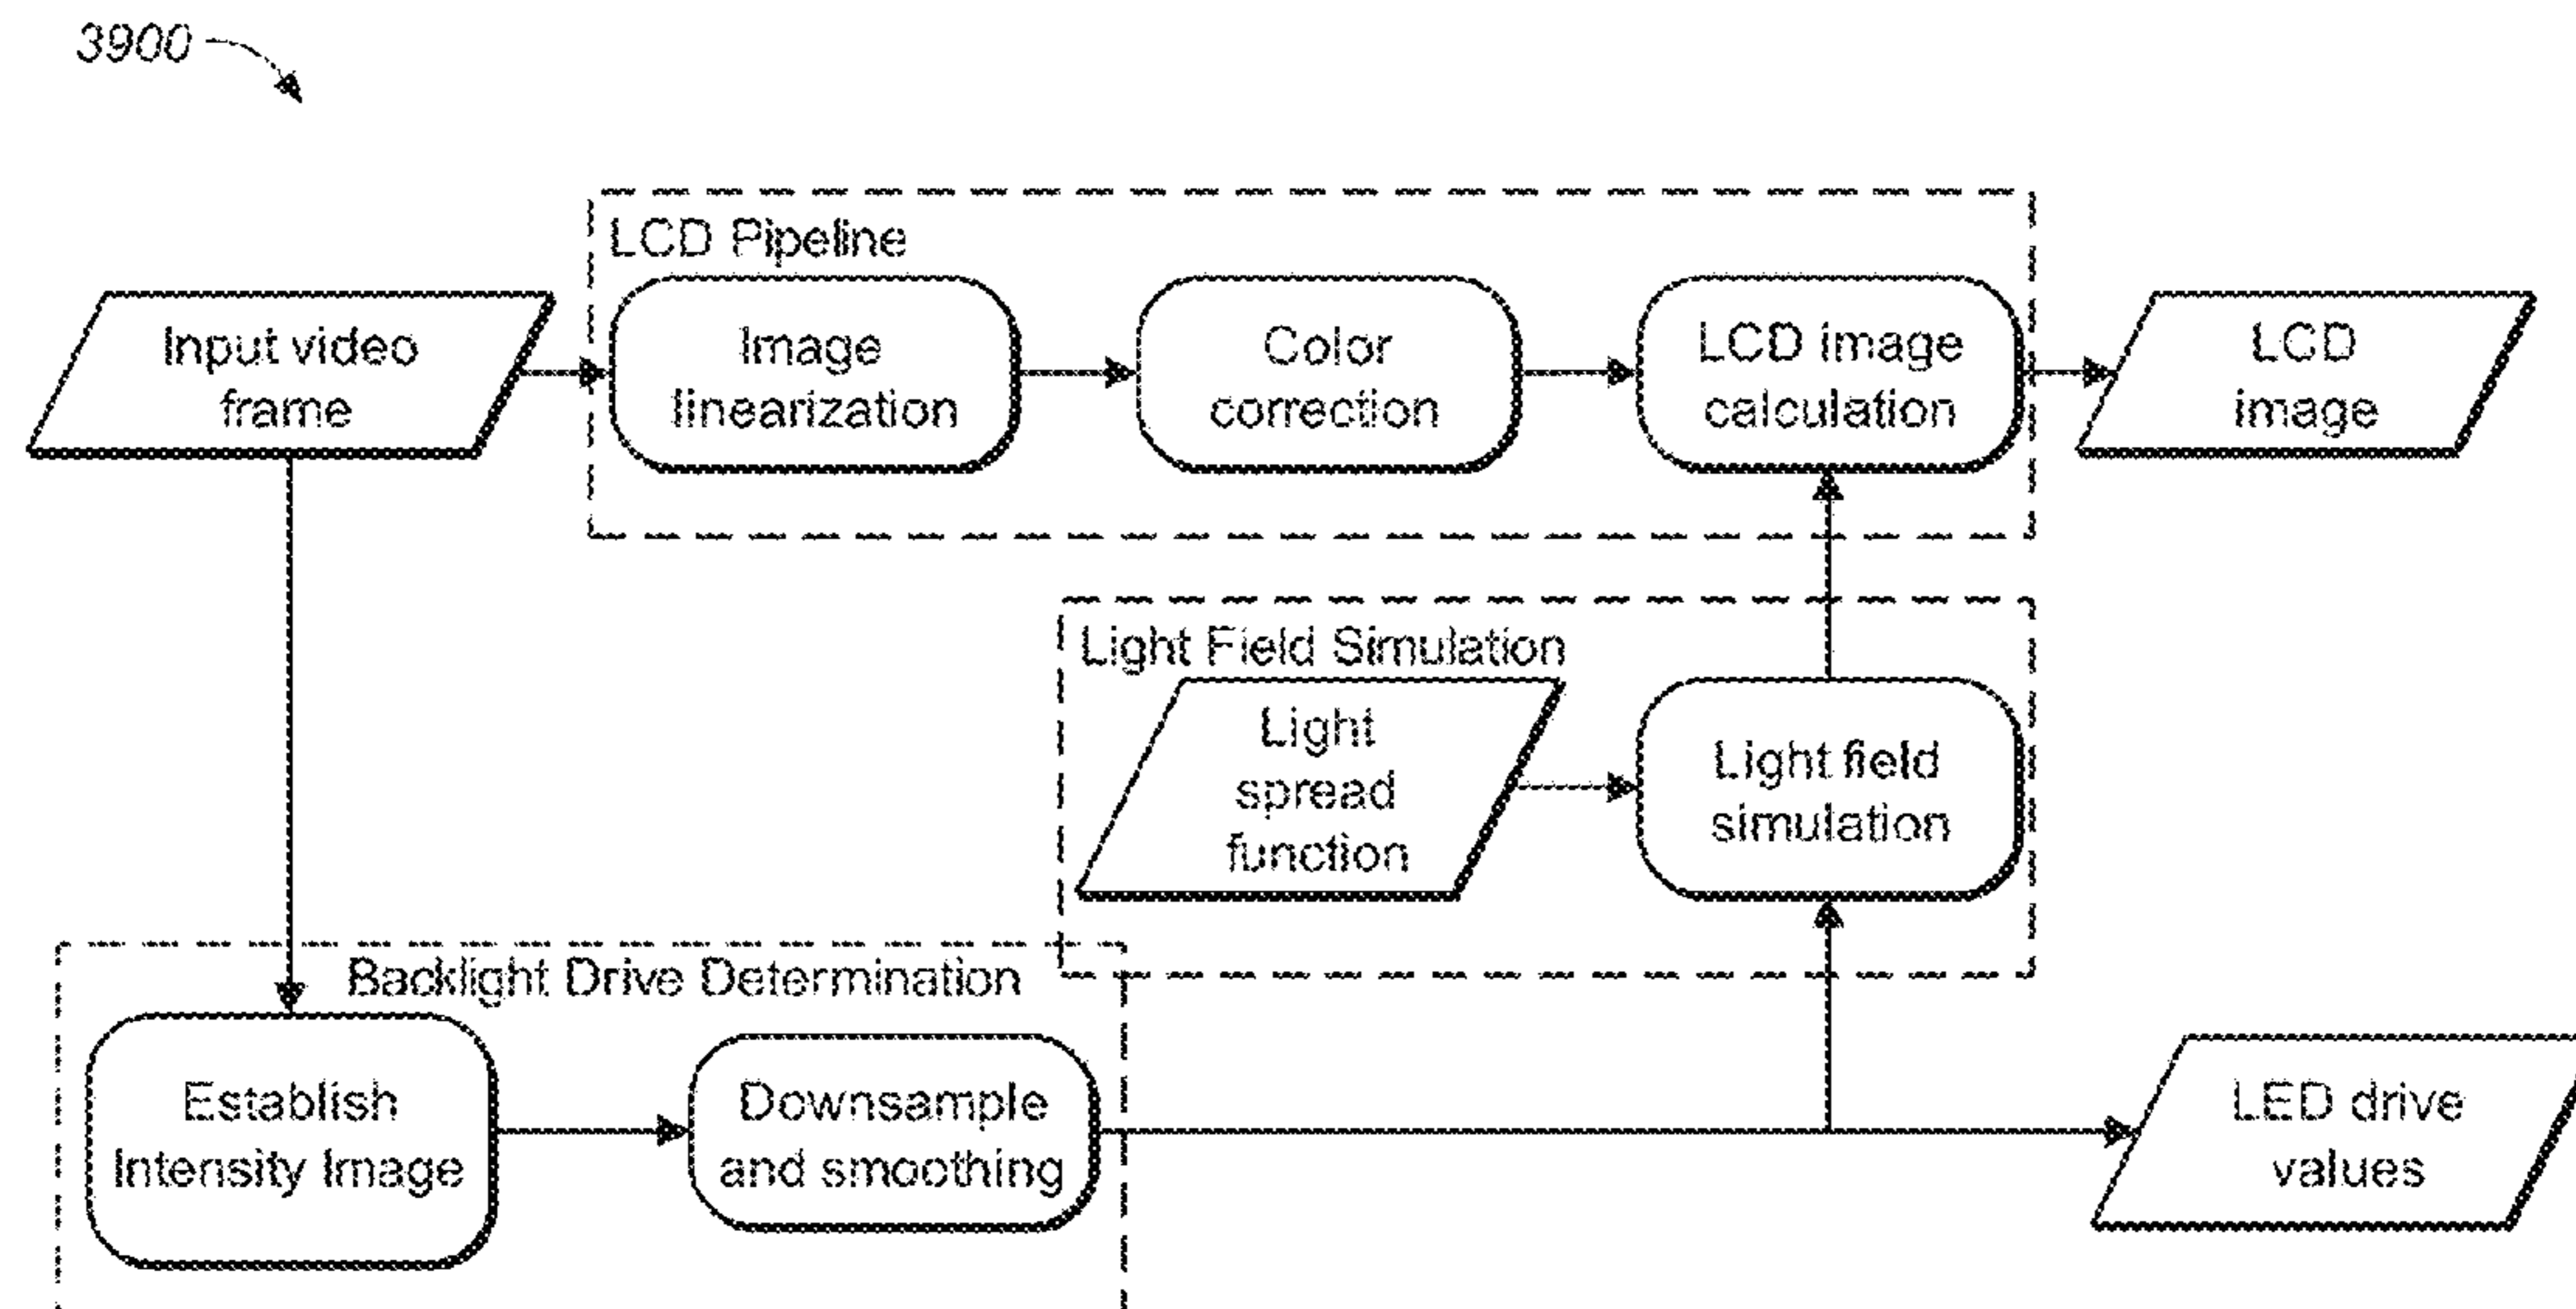 3900
LCD Pipeline
Input video
frame
Image
linearization
Color
correction
LCD image
calculation
LCD
image
Light Field Simulation
Light
spread
function
Light field
simulation
Backlight Drive Determination
Establish
Intensity Image
Downsample
and smoothing
LED drive
values